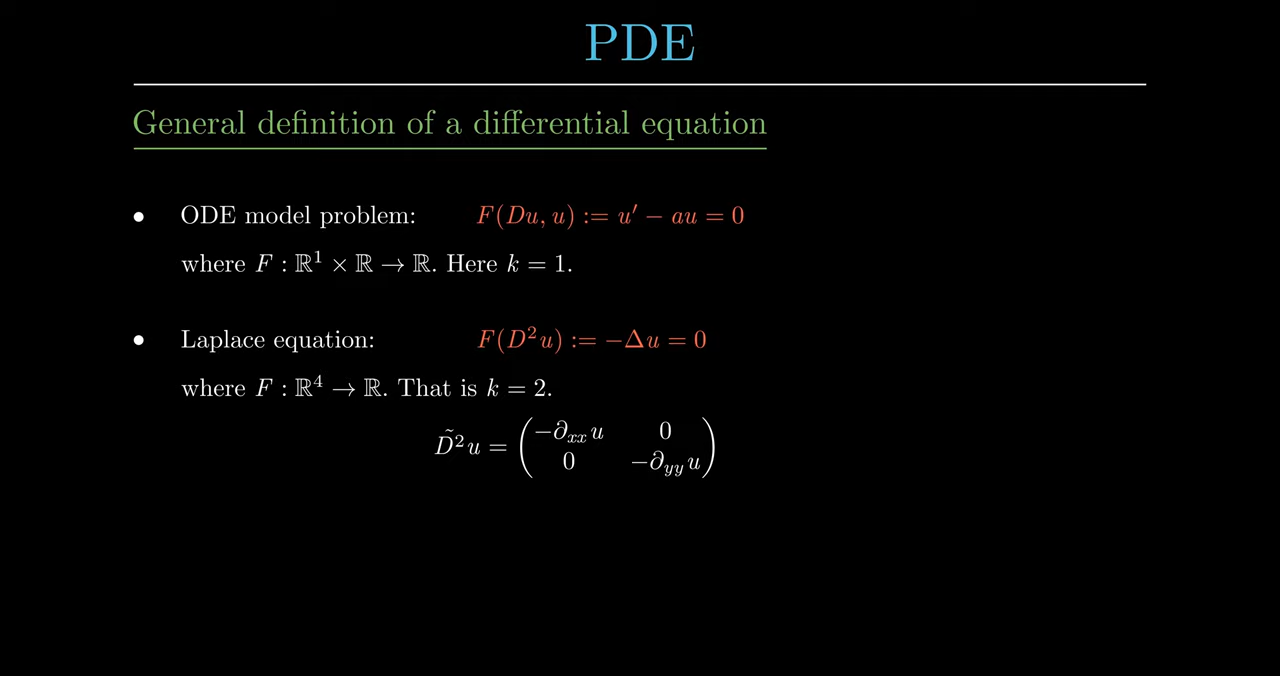 PDE
General definition of a differential equation
• ODE model problem: F(Du, u) := u′ − au = 0
where F : ℝ¹ × ℝ → ℝ. Here k = 1.
• Laplace equation: F(D²u) := −Δu = 0
where F : ℝ⁴ → ℝ. That is k = 2.
D̃²u = (−∂ₓₓu 0
0 −∂_yy u)